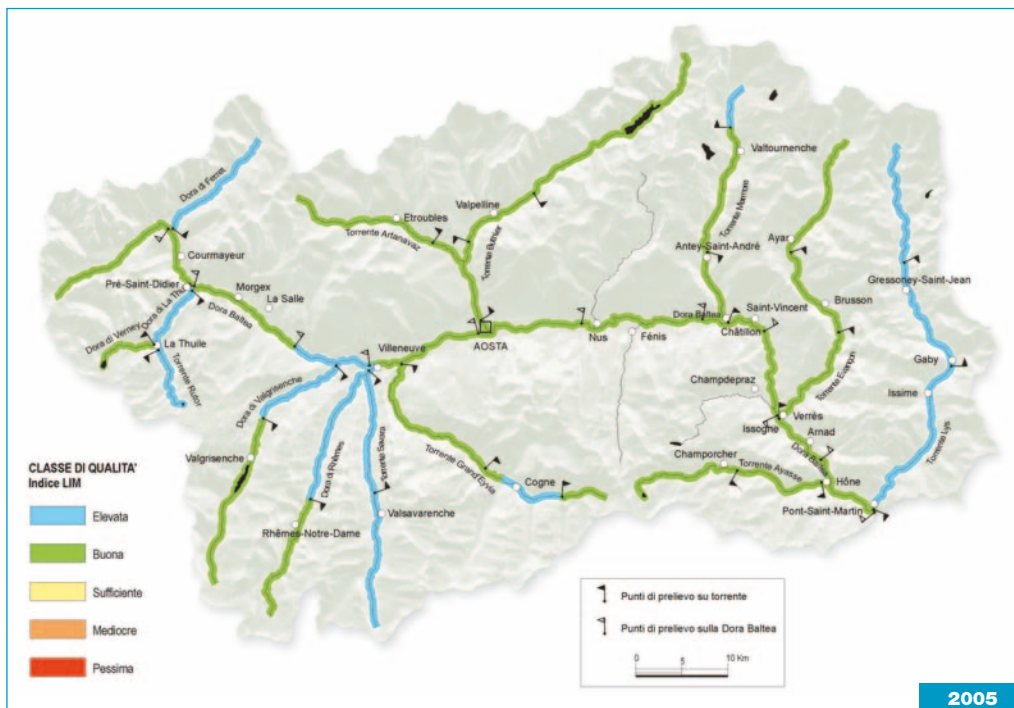 Valtournenche
Dora di Ferret
Valpelline
Etroubles
Torrente Artanavaz
Torrente Buthier
Torrente Marmore
Antey-Saint-André
Ayas
Gressoney-Saint-Jean
Courmayeur
Pré-Saint-Didier
Morgex
La Salle
Dora di La Thuile
Dora Baltea
Dora di Verney
La Thuile
Torrente Rutor
Brusson
Dora Baltea
Saint-Vincent
Châtillon
Villeneuve
AOSTA
Nus
Fénis
Gaby
Issime
Torrente Evançon
Champdepraz
Verrès
Issogne
Arnad
Dora di Valgrisenche
Valgrisenche
Dora di Rhêmes
Torrente Savara
Torrente Grand'Eyvia
Cogne
Champorcher
Torrente Ayasse
Dora Baltea
Hône
Torrente Lys
Pont-Saint-Martin
Valsavarenche
Rhêmes-Notre-Dame
CLASSE DI QUALITA'
Indice LIM
Elevata
Buona
Sufficiente
Mediocre
Pessima
Punti di prelievo su torrente
Punti di prelievo sulla Dora Baltea
0 5 10 Km
2005